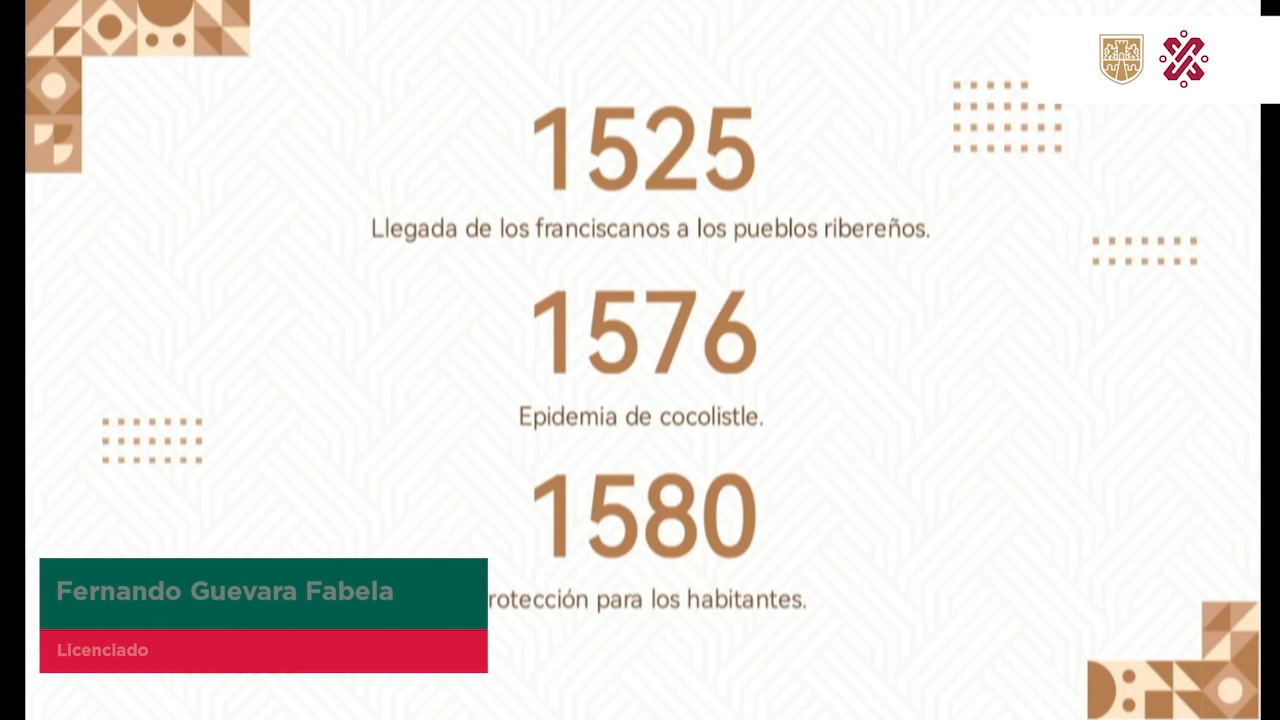 1525
Llegada de los franciscanos a los pueblos ribereños.
1576
Epidemia de cocolistle.
1580
rotección para los habitantes.
Fernando Guevara Fabela
Licenciado